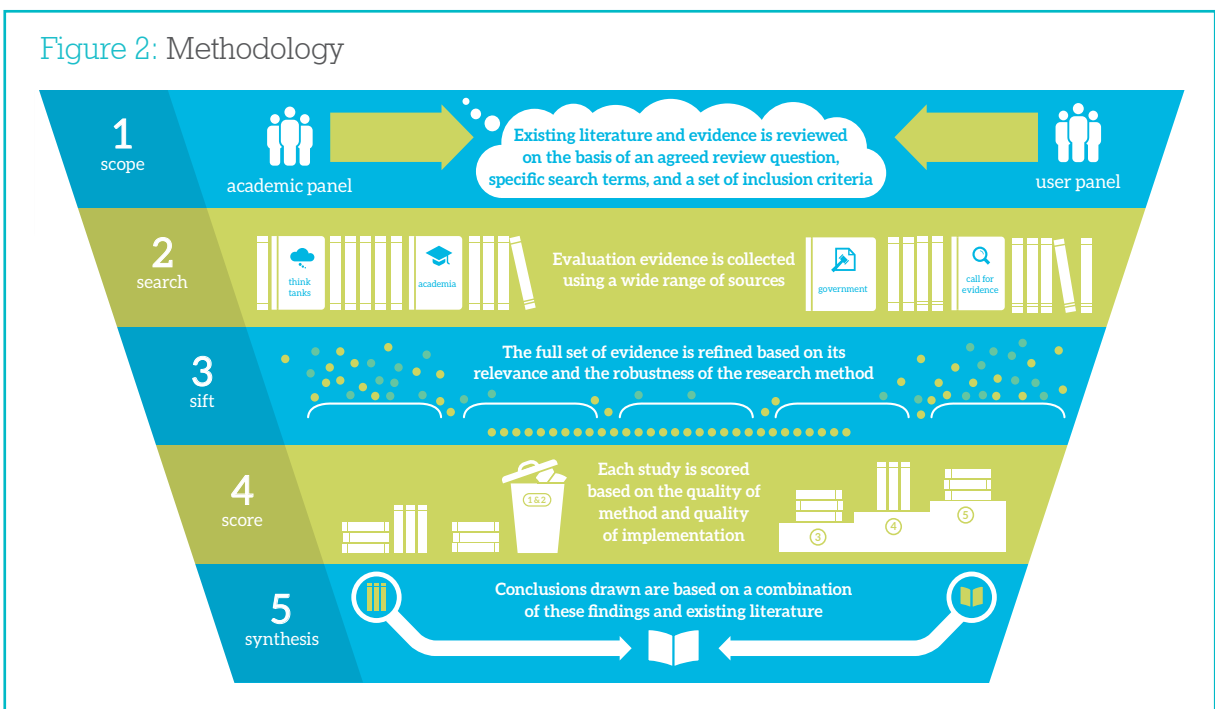 Figure 2: Methodology
1
scope
academic panel
Existing literature and evidence is reviewed
on the basis of an agreed review question,
specific search terms, and a set of inclusion criteria
user panel
2
search
think
tanks
academia
Evaluation evidence is collected
using a wide range of sources
government
call for
evidence
3
sift
The full set of evidence is refined based on its
relevance and the robustness of the research method
4
score
1 & 2
Each study is scored
based on the quality of
method and quality
of implementation
3
4
5
5
synthesis
Conclusions drawn are based on a combination
of these findings and existing literature